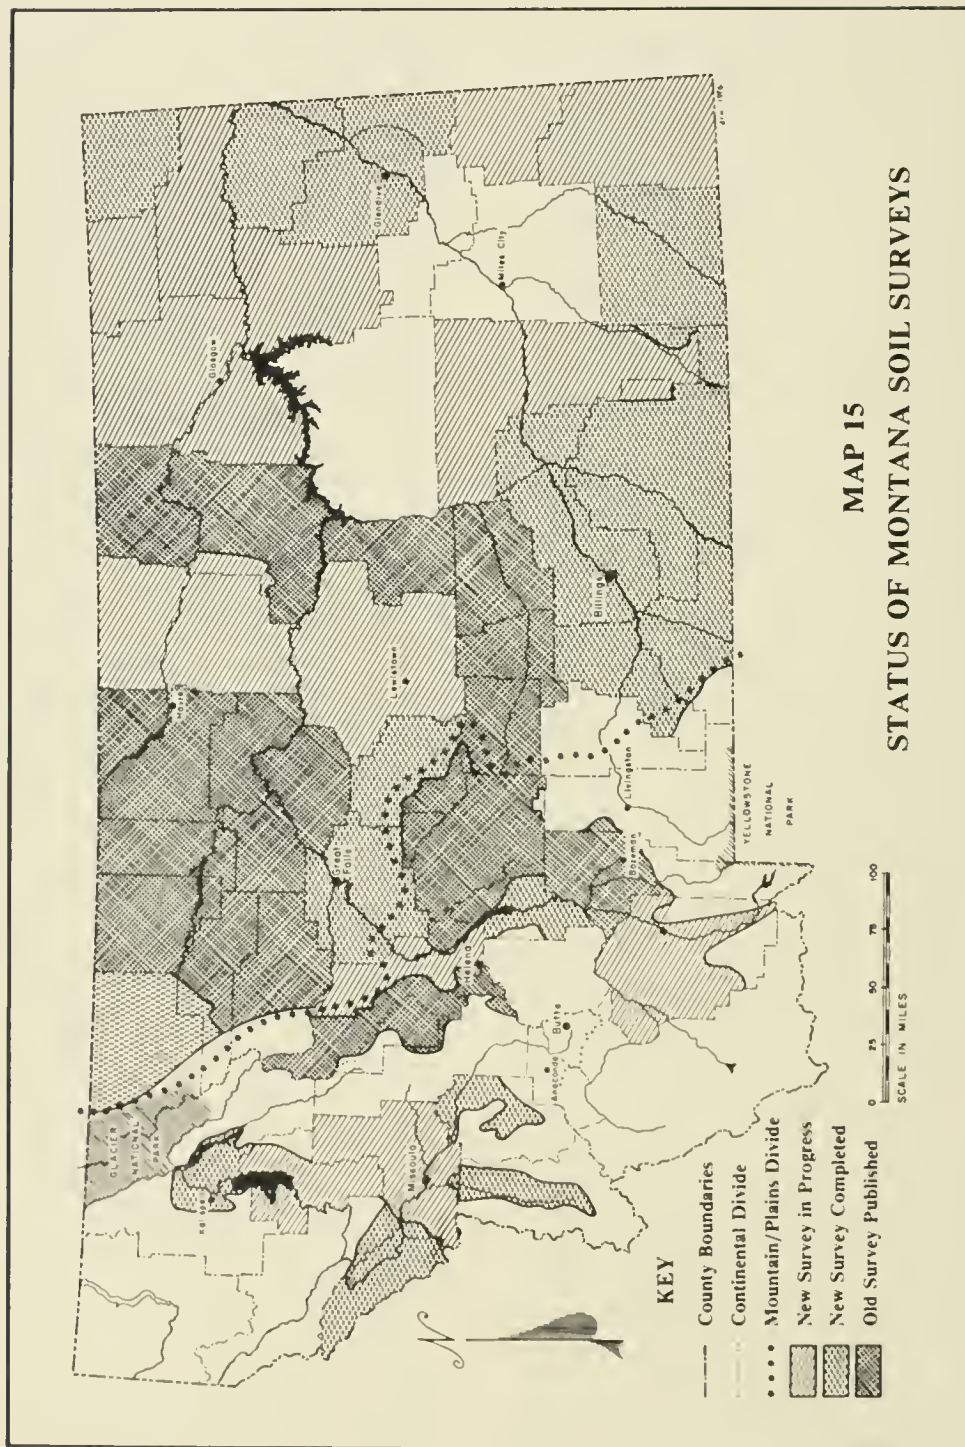 GLACIER
NATIONAL
PARK
Kalispell
Missoula
Havre
Great
Falls
Lewistown
Glasgow
Glendive
Miles City
Helena
Butte
Anaconda
Bozeman
Livingston
Billings
YELLOWSTONE
NATIONAL
PARK
N
KEY
County Boundaries
Continental Divide
Mountain/Plains Divide
New Survey in Progress
New Survey Completed
Old Survey Published
0 25 50 75 100
SCALE IN MILES
MAP 15
STATUS OF MONTANA SOIL SURVEYS